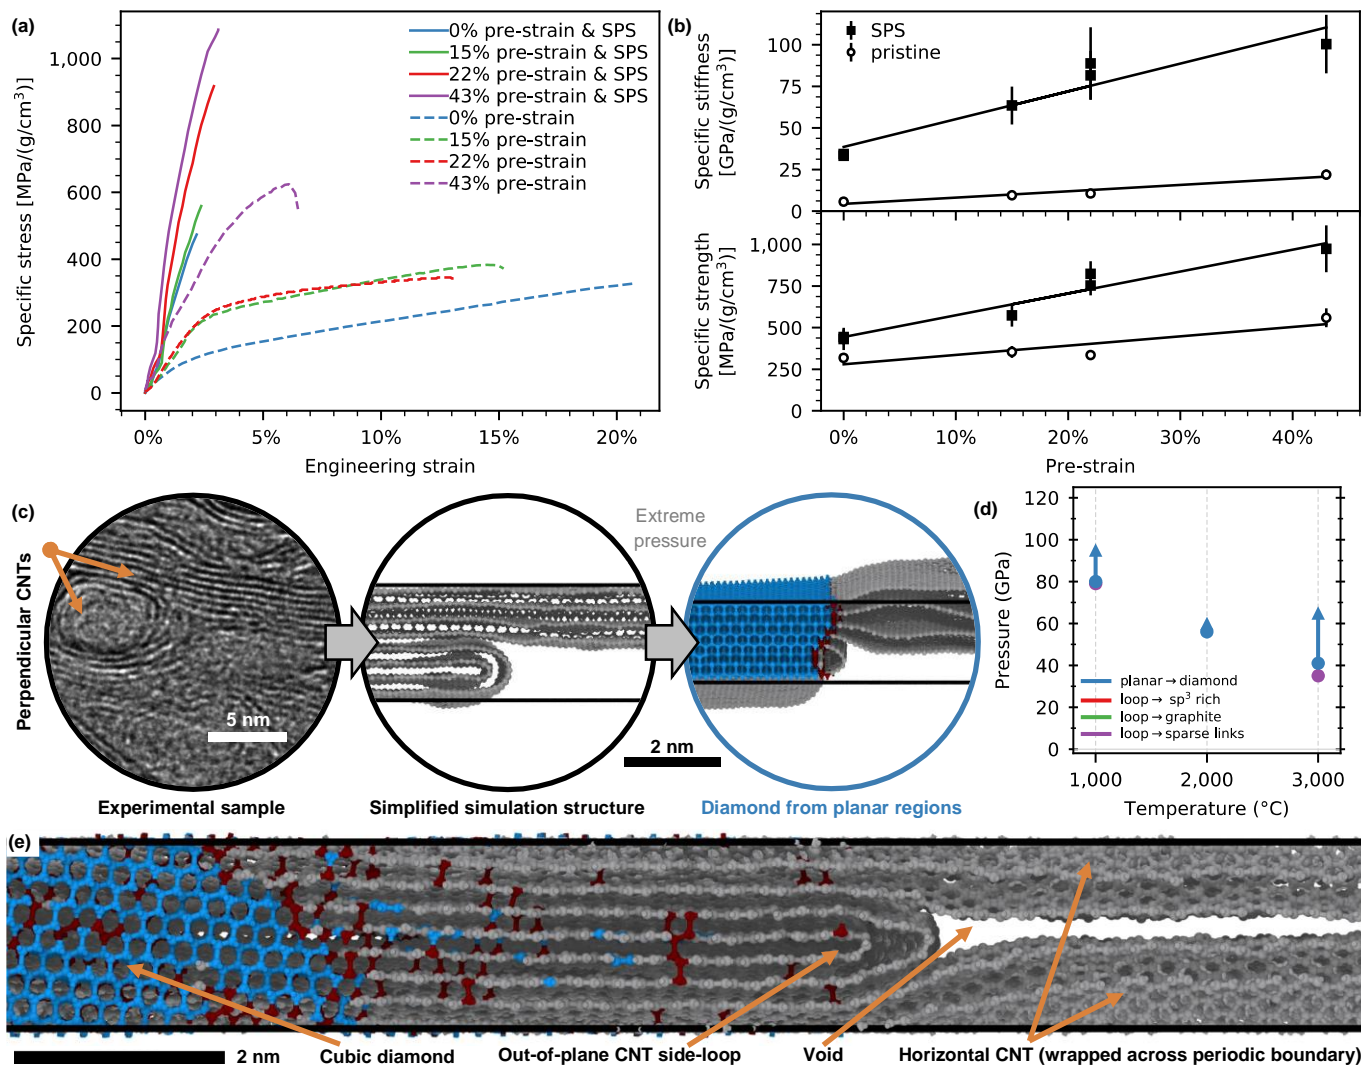 (a)
1,000
800
600
400
200
0
Specific stress [MPa/(g/cm³)]
0% pre-strain & SPS
15% pre-strain & SPS
22% pre-strain & SPS
43% pre-strain & SPS
0% pre-strain
15% pre-strain
22% pre-strain
43% pre-strain
0% 5% 10% 15% 20%
Engineering strain
(b)
SPS
pristine
Specific stiffness
[GPa/(g/cm³)]
100
75
50
25
0
Specific strength
[MPa/(g/cm³)]
1,000
750
500
250
0
0% 10% 20% 30% 40%
Pre-strain
(c)
Perpendicular CNTs
5 nm
Experimental sample
Simplified simulation structure
Extreme
pressure
2 nm
Diamond from planar regions
(d)
120
100
80
60
40
20
0
Pressure (GPa)
planar→diamond
loop→ sp³ rich
loop→graphite
loop→sparse links
1,000 2,000 3,000
Temperature (°C)
(e)
2 nm
Cubic diamond
Out-of-plane CNT side-loop
Void
Horizontal CNT (wrapped across periodic boundary)